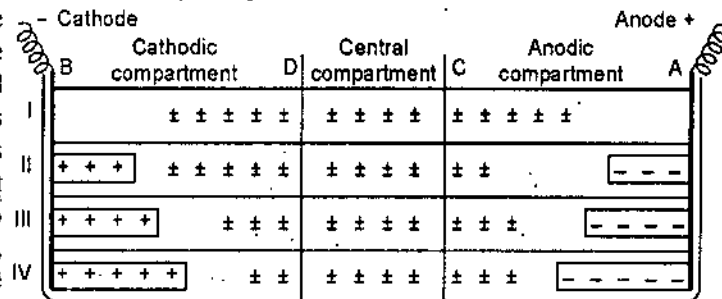 - Cathode Anode +
Cathodic Central Anodic
B compartment D compartment C compartment A
I ± ± ± ± ± ± ± ± ± ± ± ± ± ±
II + + + ± ± ± ± ± ± ± ± ± ± ± - - -
III + + + + ± ± ± ± ± ± ± ± ± ± - - - -
IV + + + + + ± ± ± ± ± ± ± ± ± - - - - -